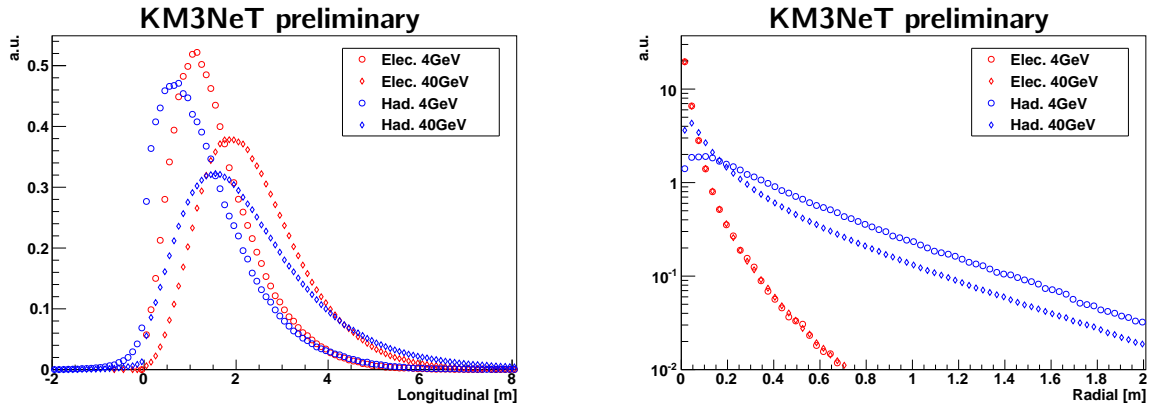 KM3NeT preliminary
a.u.
Elec. 4GeV
Elec. 40GeV
Had. 4GeV
Had. 40GeV
0.5
0.4
0.3
0.2
0.1
0
-2 0 2 4 6 8
Longitudinal [m]
KM3NeT preliminary
a.u.
Elec. 4GeV
Elec. 40GeV
Had. 4GeV
Had. 40GeV
10
1
10⁻¹
10⁻²
0 0.2 0.4 0.6 0.8 1 1.2 1.4 1.6 1.8 2
Radial [m]